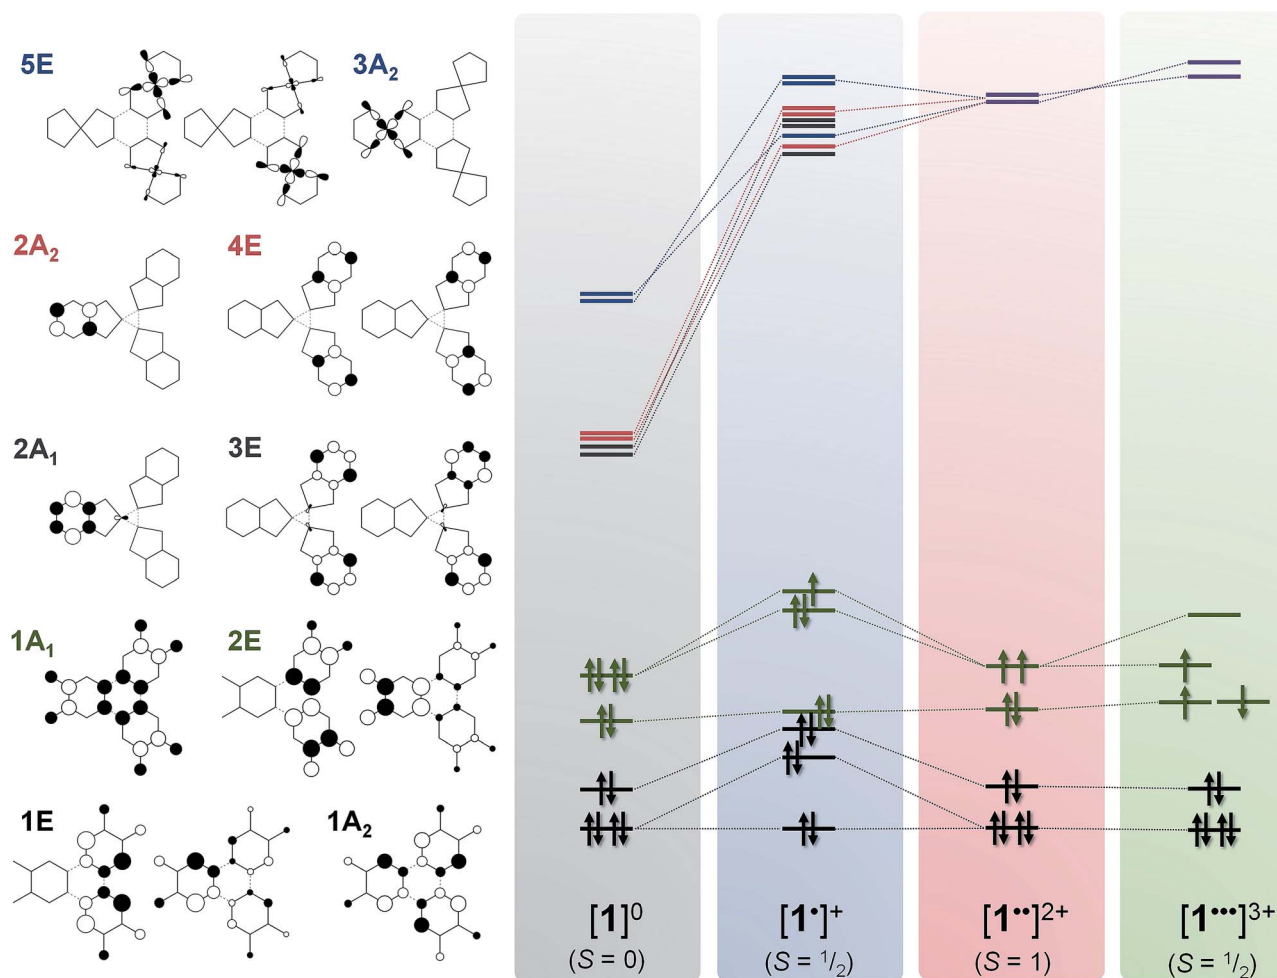 5E 3A₂
2A₂ 4E
2A₁ 3E
1A₁ 2E
1E 1A₂
[1]⁰ [1•]⁺ [1••]²⁺ [1•••]³⁺
(S = 0) (S = ¹/₂) (S = 1) (S = ¹/₂)